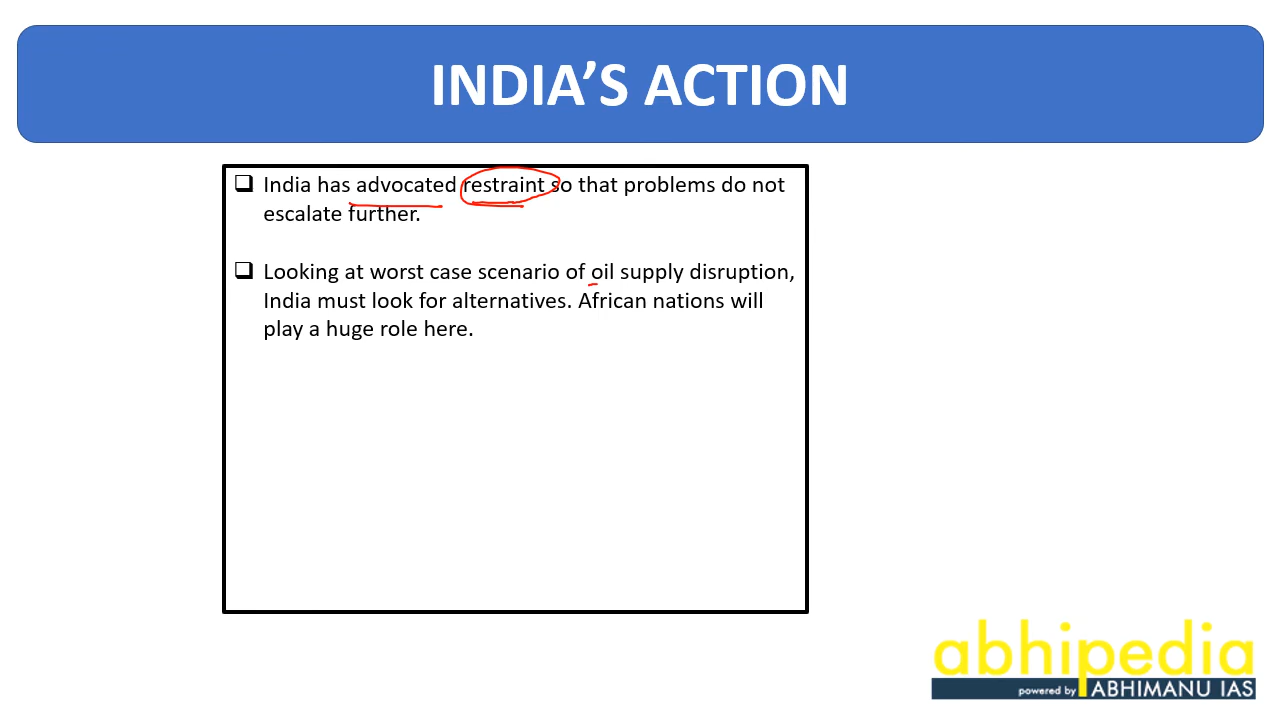 INDIA’S ACTION
❑ India has advocated restraint so that problems do not
escalate further.
❑ Looking at worst case scenario of oil supply disruption,
India must look for alternatives. African nations will
play a huge role here.
abhipedia
powered by ABHIMANU IAS